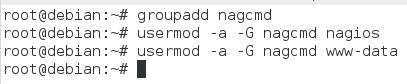 root@debian:~# groupadd nagcmd
root@debian:~# usermod -a -G nagcmd nagios
root@debian:~# usermod -a -G nagcmd www-data
root@debian:~#